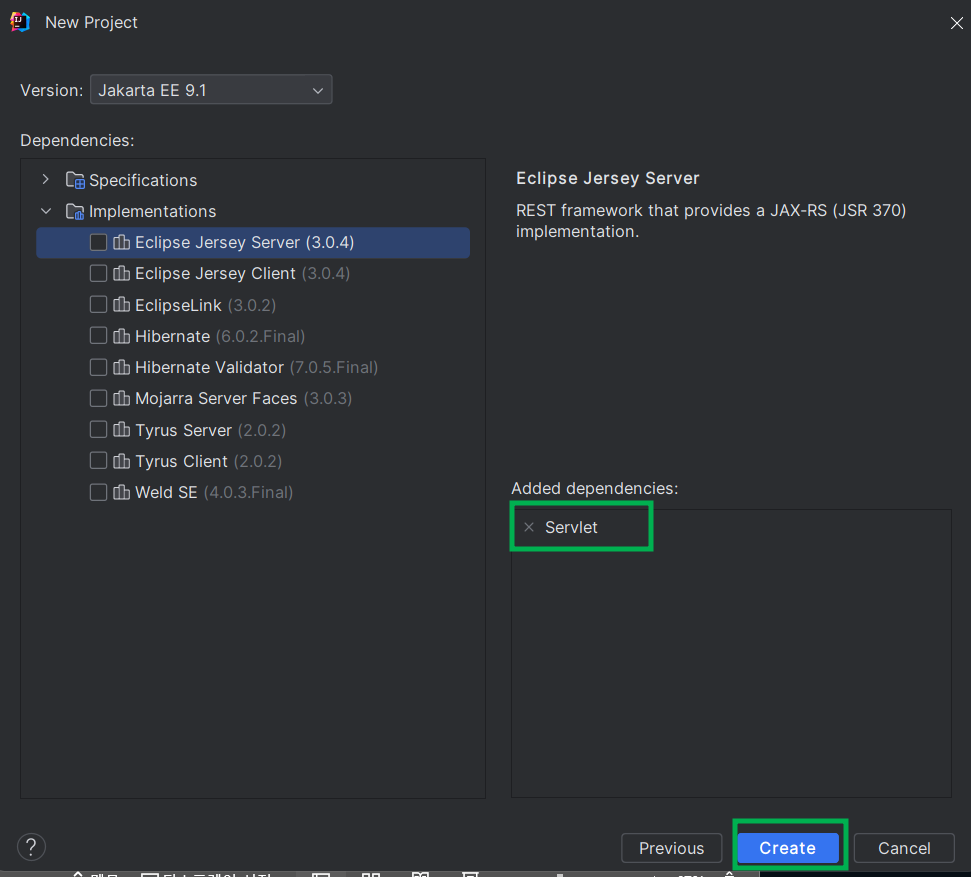 New Project
Version: Jakarta EE 9.1
Dependencies:
Specifications
Implementations
Eclipse Jersey Server (3.0.4)
Eclipse Jersey Client (3.0.4)
EclipseLink (3.0.2)
Hibernate (6.0.2.Final)
Hibernate Validator (7.0.5.Final)
Mojarra Server Faces (3.0.3)
Tyrus Server (2.0.2)
Tyrus Client (2.0.2)
Weld SE (4.0.3.Final)
Eclipse Jersey Server
REST framework that provides a JAX-RS (JSR 370)
implementation.
Added dependencies:
Servlet
?
Previous
Create
Cancel